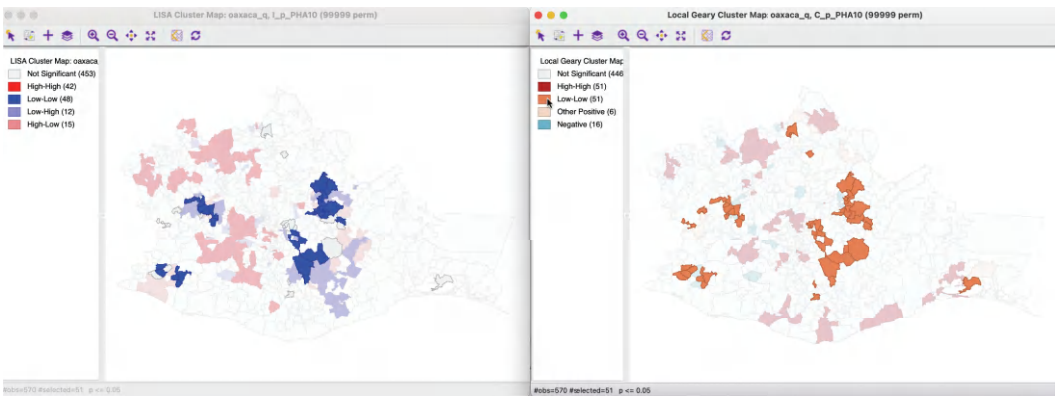 LISA Cluster Map: oaxaca_q, I_p_PHA10 (99999 perm)
LISA Cluster Map: oaxaca_
Not Significant (453)
High-High (42)
Low-Low (48)
Low-High (12)
High-Low (15)
#obs=570 #selected=51 p <= 0.05
Local Geary Cluster Map: oaxaca_q, C_p_PHA10 (99999 perm)
Local Geary Cluster Map
Not Significant (446
High-High (51)
Low-Low (51)
Other Positive (6)
Negative (16)
#obs=570 #selected=51 p <= 0.05